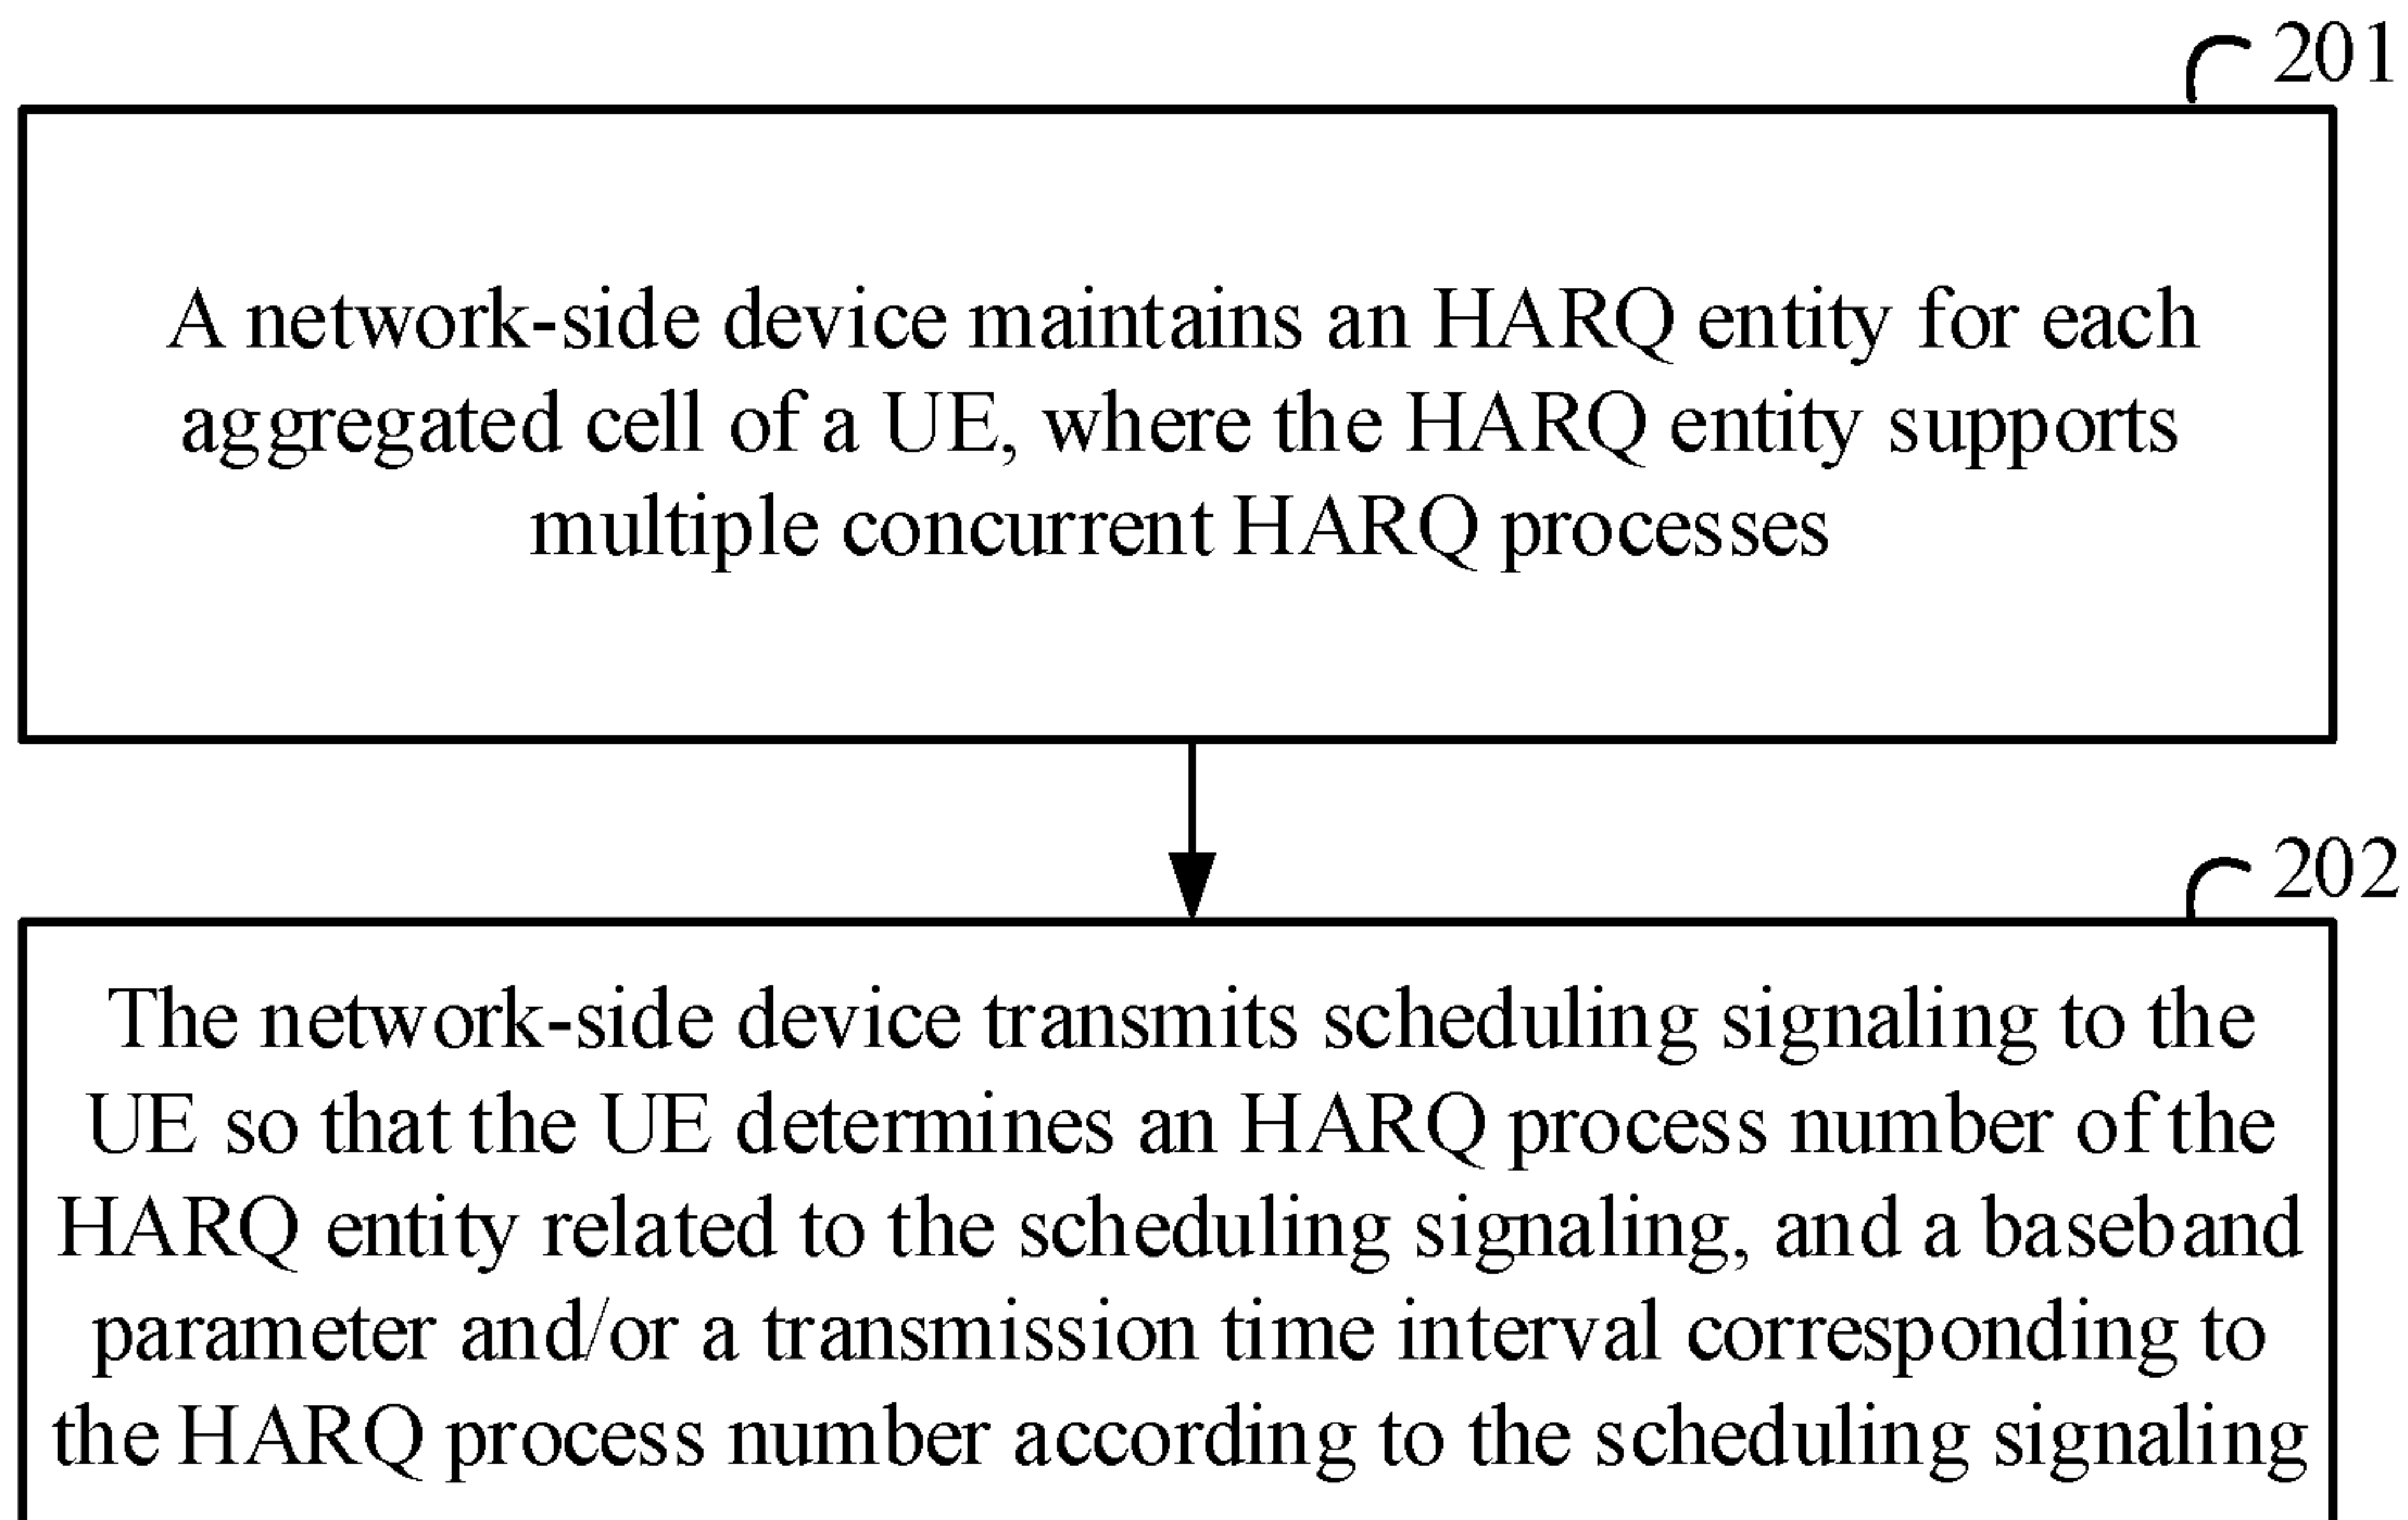 201
A network-side device maintains an HARQ entity for each
aggregated cell of a UE, where the HARQ entity supports
multiple concurrent HARQ processes
202
The network-side device transmits scheduling signaling to the
UE so that the UE determines an HARQ process number of the
HARQ entity related to the scheduling signaling, and a baseband
parameter and/or a transmission time interval corresponding to
the HARQ process number according to the scheduling signaling